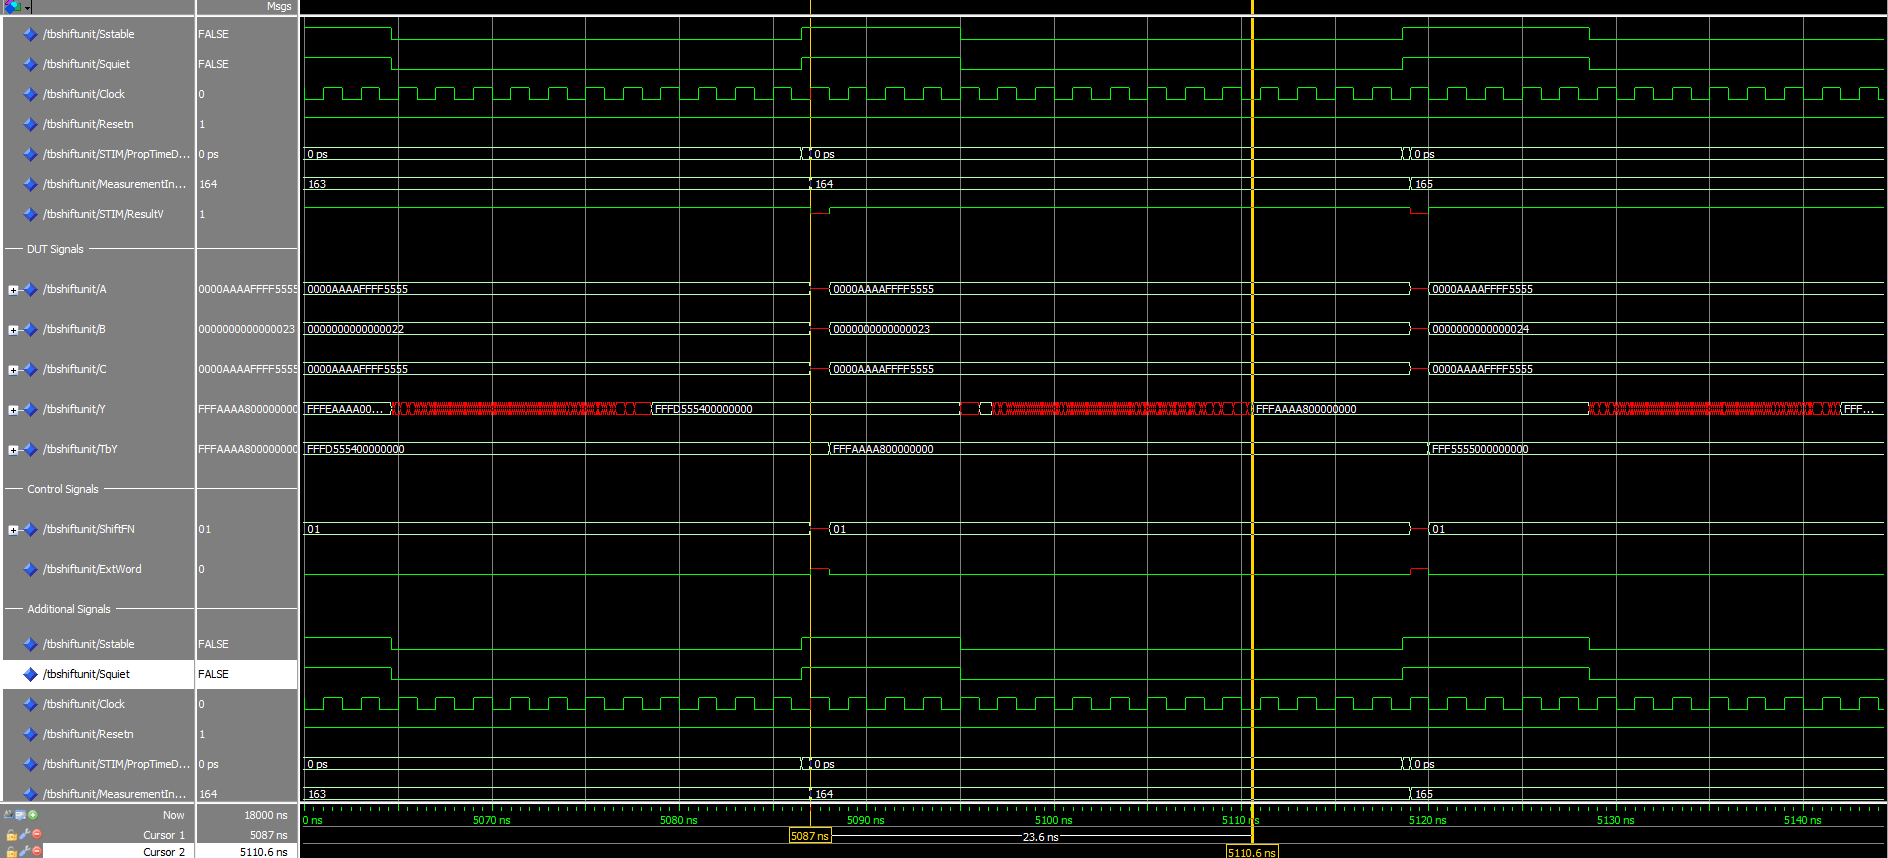 Msgs
/tbshiftunit/Sstable FALSE
/tbshiftunit/Squiet FALSE
/tbshiftunit/Clock 0
/tbshiftunit/Resetn 1
/tbshiftunit/STIM/PropTimeD... 0 ps 0 ps 0 ps 0 ps
/tbshiftunit/MeasurementIn... 164 163 164 165
/tbshiftunit/STIM/ResultV 1
DUT Signals
/tbshiftunit/A 0000AAAAFFFF5555 0000AAAAFFFF5555 0000AAAAFFFF5555 0000AAAAFFFF5555
/tbshiftunit/B 0000000000000023 0000000000000022 0000000000000023 0000000000000024
/tbshiftunit/C 0000AAAAFFFF5555 0000AAAAFFFF5555 0000AAAAFFFF5555 0000AAAAFFFF5555
/tbshiftunit/Y FFFAAAA800000000 FFFEAAAA00... FFFD555400000000 FFFAAAA800000000 FFF...
/tbshiftunit/TbY FFFAAAA800000000 FFFD555400000000 FFFAAAA800000000 FFF5555000000000
Control Signals
/tbshiftunit/ShiftFN 01 01 01 01
/tbshiftunit/ExtWord 0
Additional Signals
/tbshiftunit/Sstable FALSE
/tbshiftunit/Squiet FALSE
/tbshiftunit/Clock 0
/tbshiftunit/Resetn 1
/tbshiftunit/STIM/PropTimeD... 0 ps 0 ps 0 ps 0 ps
/tbshiftunit/MeasurementIn... 164 163 164 165
Now 18000 ns 0 ns 5070 ns 5080 ns 5090 ns 5100 ns 5110 ns 5120 ns 5130 ns 5140 ns
Cursor 1 5087 ns 5087 ns 23.6 ns
Cursor 2 5110.6 ns 5110.6 ns